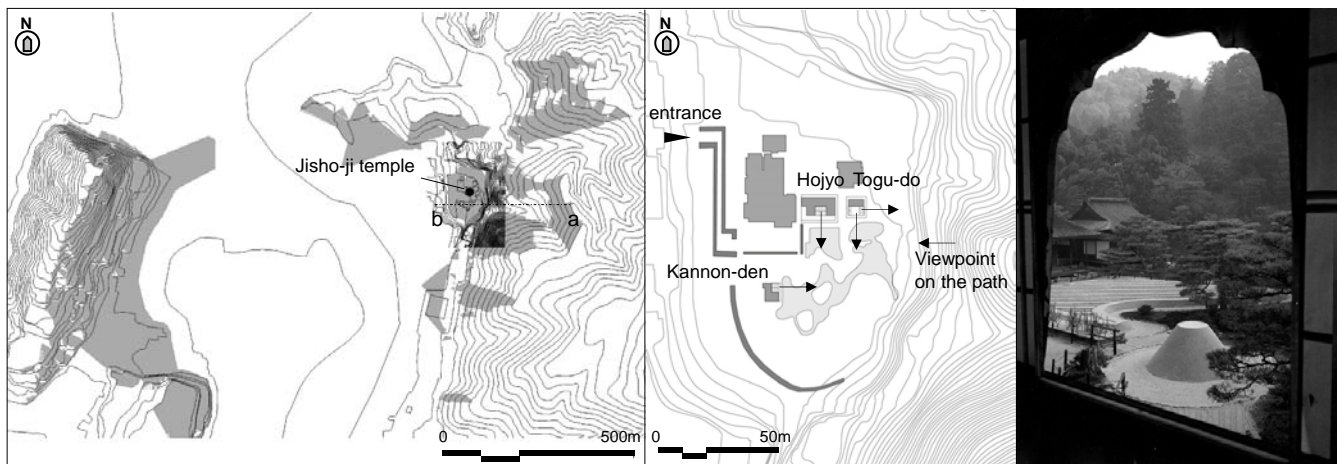 N
Jisho-ji temple
b
a
0
500m
N
entrance
Hojyo Togu-do
Kannon-den
Viewpoint
on the path
0
50m